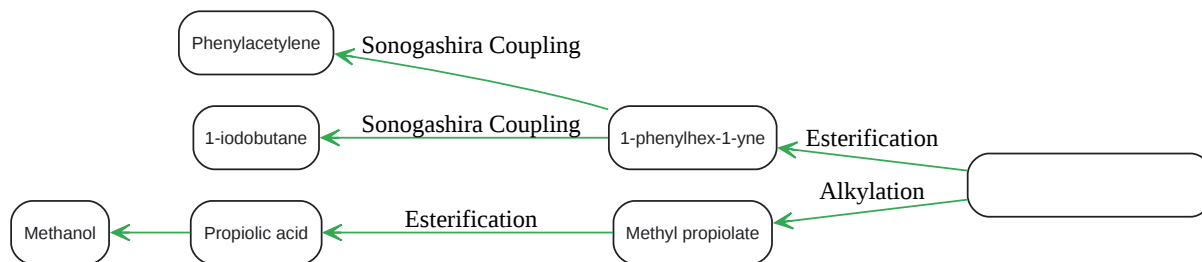 Phenylacetylene
Sonogashira Coupling
1-iodobutane
Sonogashira Coupling
1-phenylhex-1-yne
Esterification
Alkylation
Methanol
Propiolic acid
Esterification
Methyl propiolate